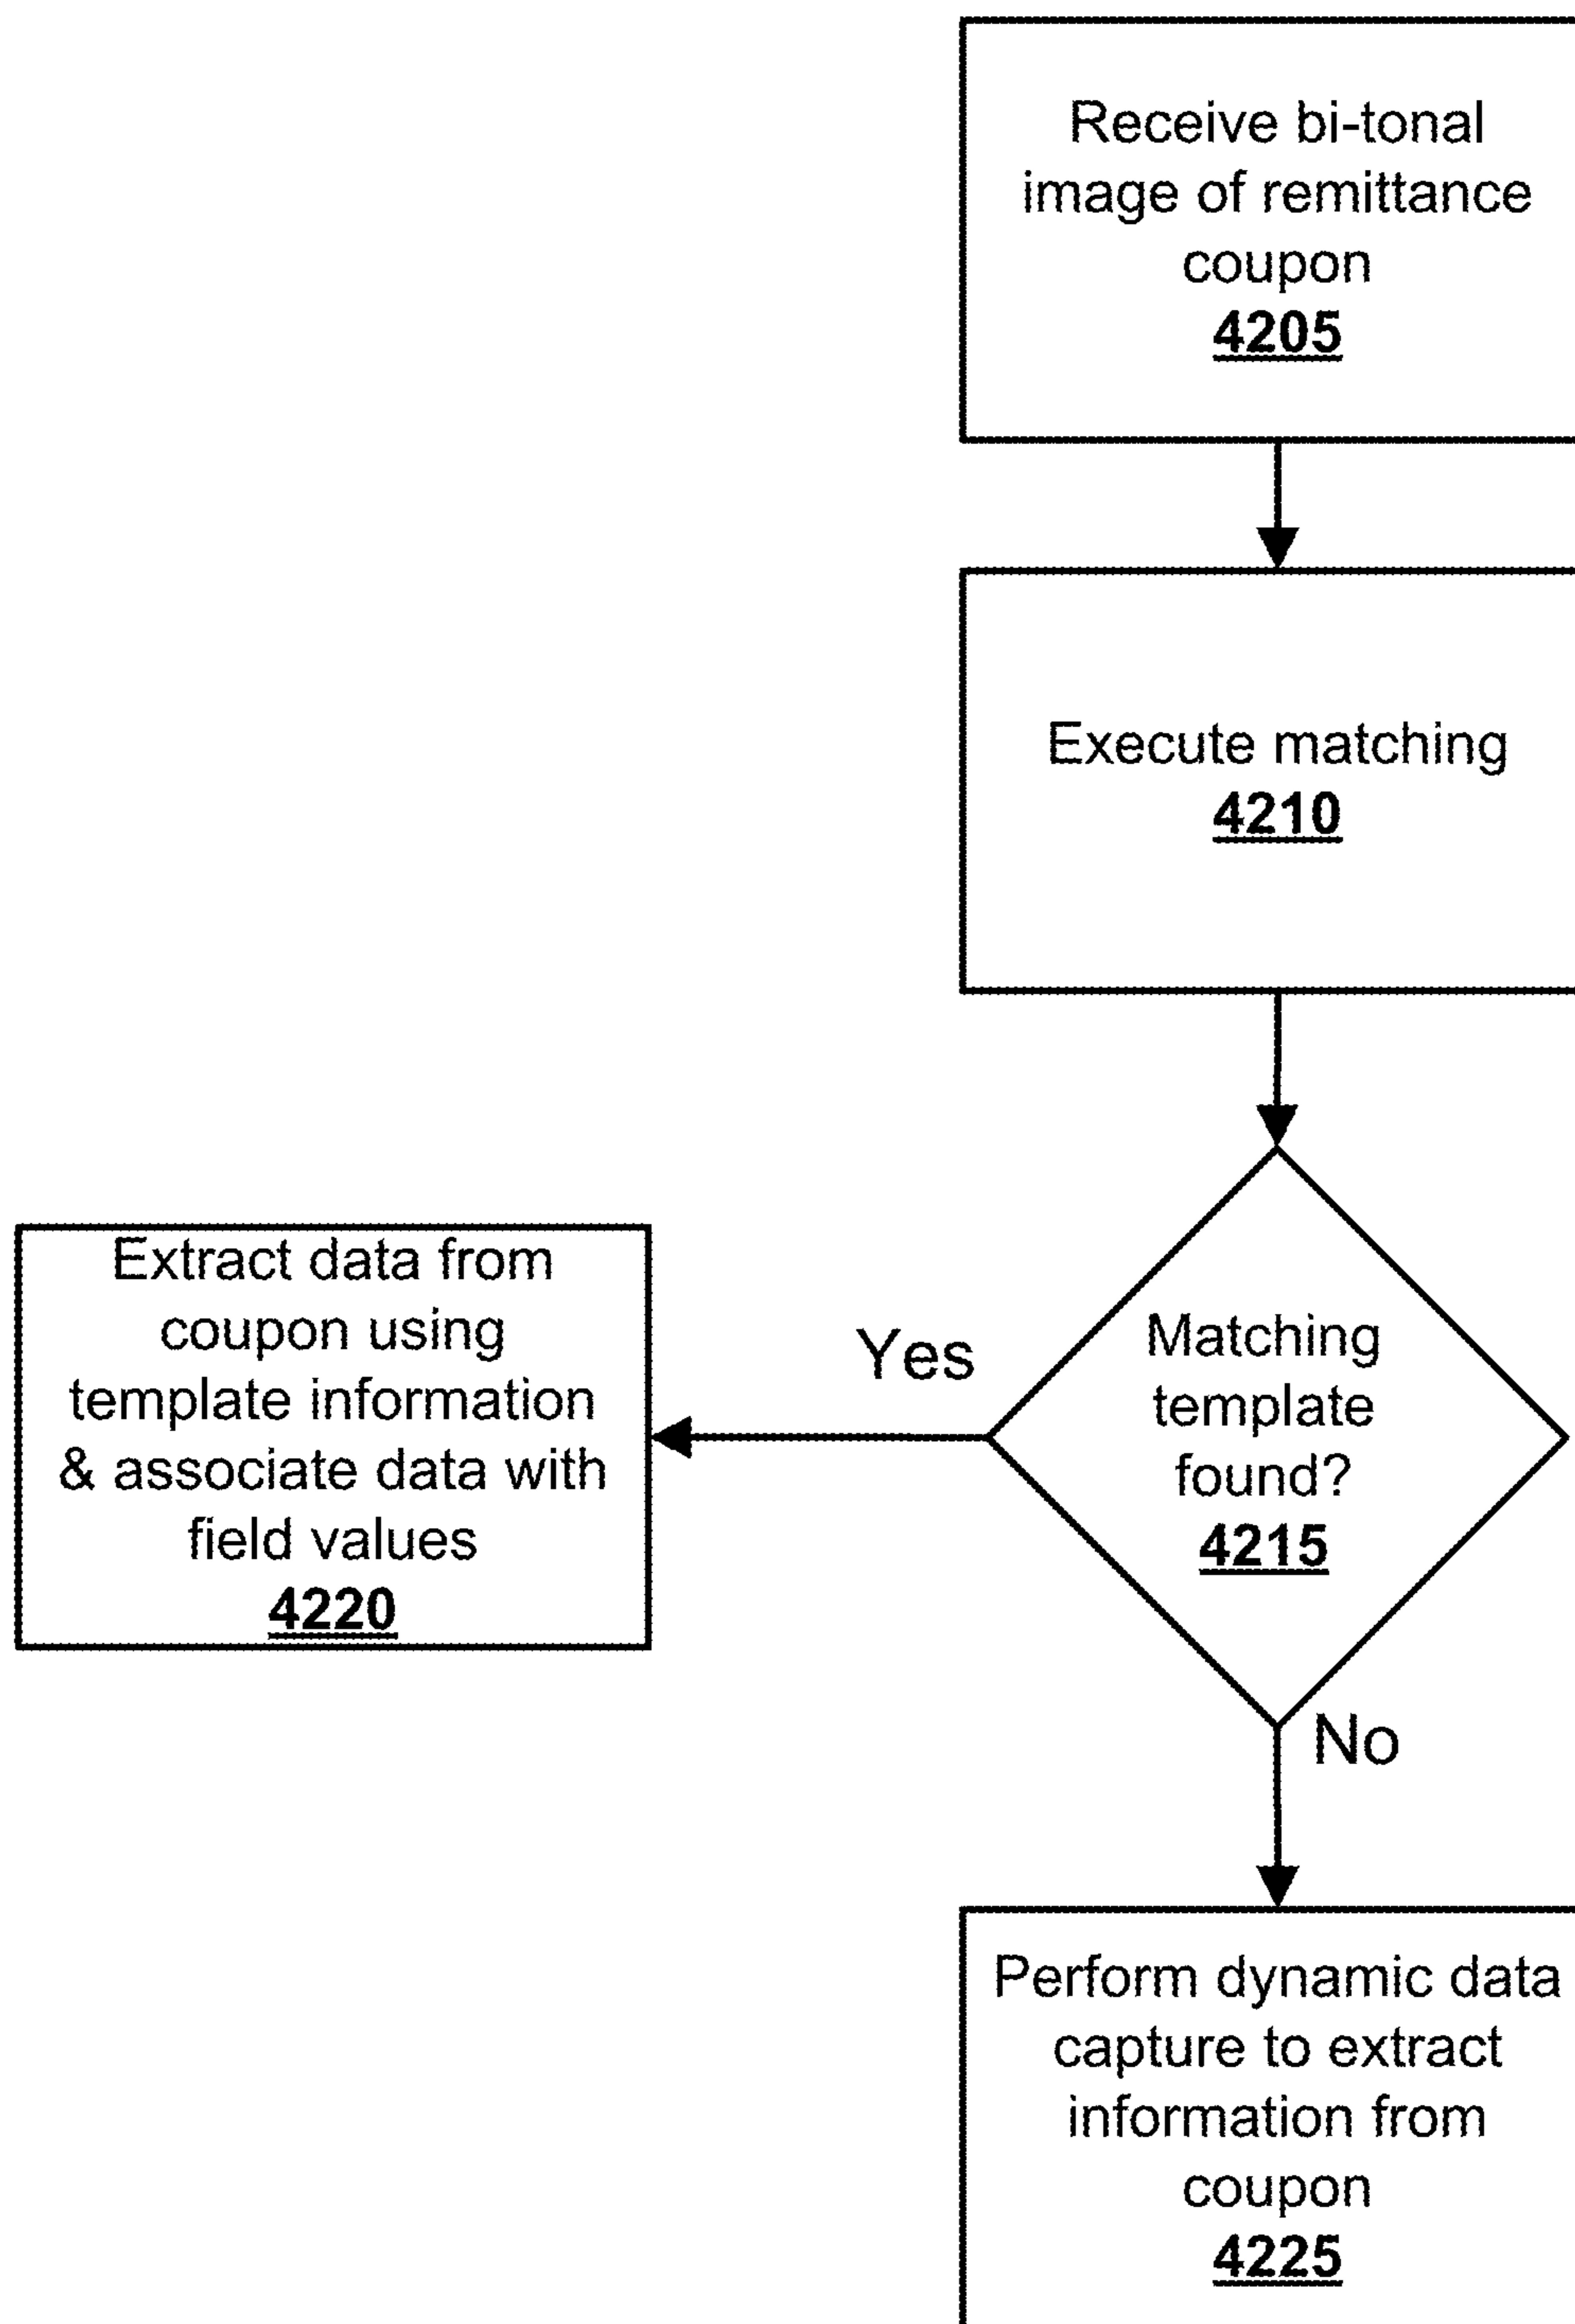 Receive bi-tonal
image of remittance
coupon
4205
Execute matching
4210
Matching
template
found?
4215
Yes
Extract data from
coupon using
template information
& associate data with
field values
4220
No
Perform dynamic data
capture to extract
information from
coupon
4225